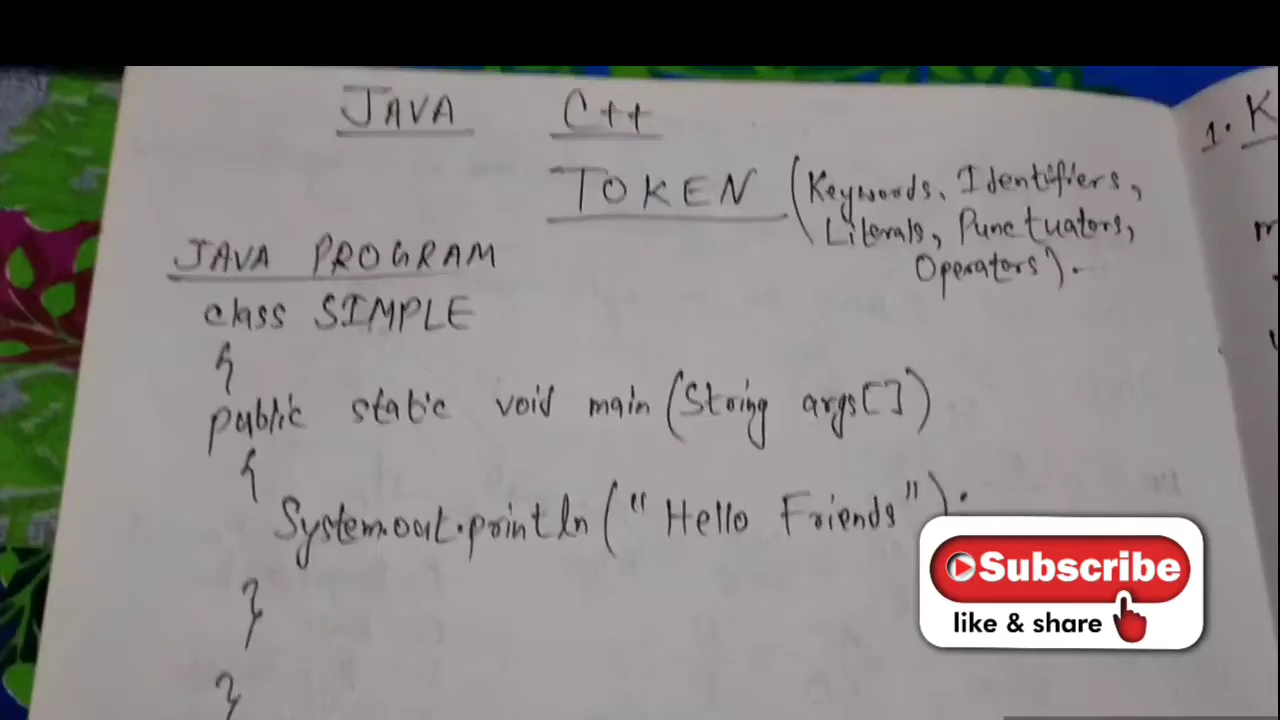 JAVA C++
TOKEN (Keywords, Identifiers,
Literals, Punctuators,
Operators).
JAVA PROGRAM
class SIMPLE
{
public static void main (String args[])
{
System.out.println ("Hello Friends");
}
}
1. K
Subscribe
like & share